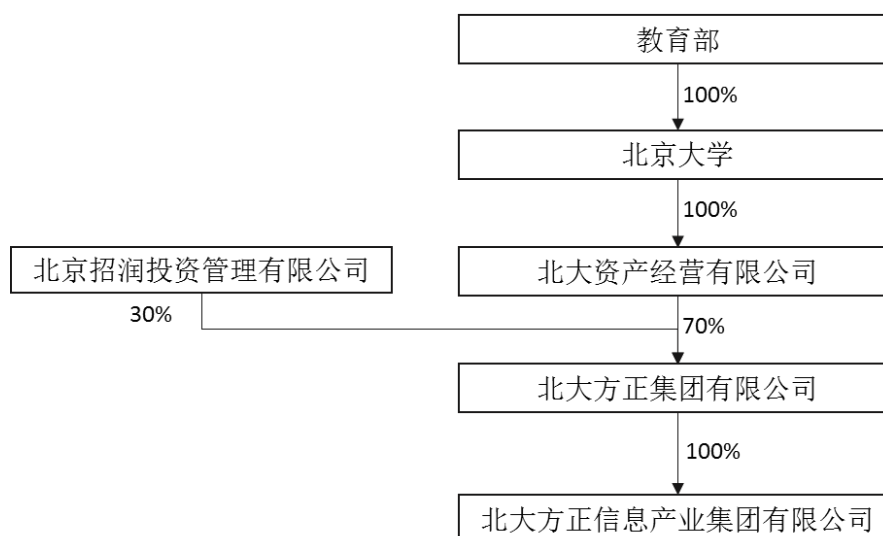 教育部
100%
北京大学
100%
北京招润投资管理有限公司
北大资产经营有限公司
30%
70%
北大方正集团有限公司
100%
北大方正信息产业集团有限公司